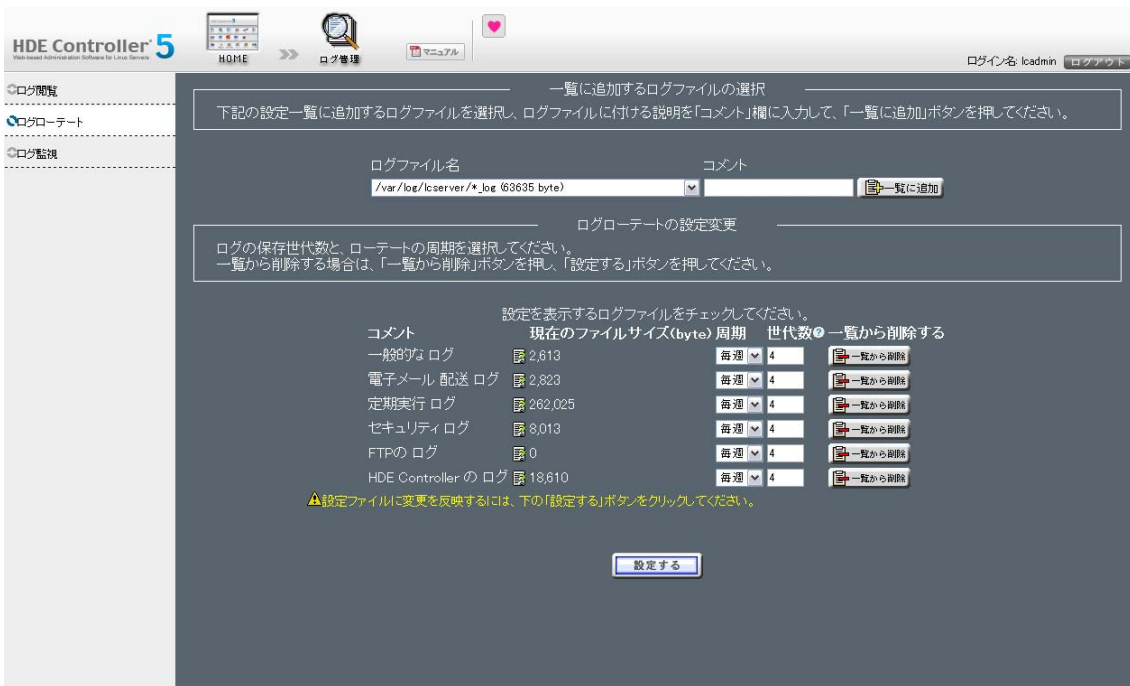 HDE Controller 5
Web-based Administration Software for Linux Servers
HOME
ログ管理
マニュアル
ログイン名: lcadmin ログアウト
ログ閲覧
ログローテート
ログ監視
一覧に追加するログファイルの選択
下記の設定一覧に追加するログファイルを選択し、ログファイルに付ける説明を「コメント」欄に入力して、「一覧に追加」ボタンを押してください。
ログファイル名 コメント
/var/log/lcserver/*_log (63635 byte) 一覧に追加
ログローテートの設定変更
ログの保存世代数と、ローテートの周期を選択してください。
一覧から削除する場合は、「一覧から削除」ボタンを押し、「設定する」ボタンを押してください。
設定を表示するログファイルをチェックしてください。
コメント 現在のファイルサイズ(byte) 周期 世代数 一覧から削除する
一般的な ログ 2,613 毎週 4 一覧から削除
電子メール 配送 ログ 2,823 毎週 4 一覧から削除
定期実行 ログ 262,025 毎週 4 一覧から削除
セキュリティ ログ 8,013 毎週 4 一覧から削除
FTPの ログ 0 毎週 4 一覧から削除
HDE Controller の ログ 18,610 毎週 4 一覧から削除
設定ファイルに変更を反映するには、下の「設定する」ボタンをクリックしてください。
設定する